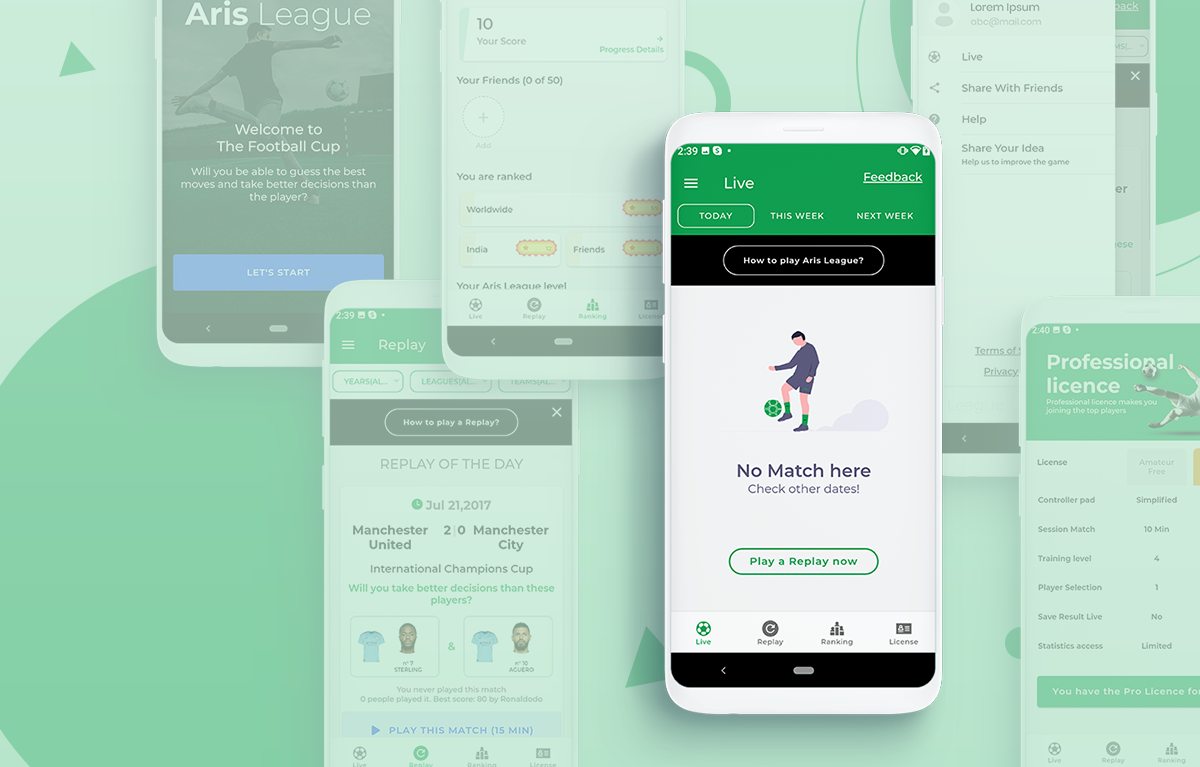 Aris League
Welcome to
The Football Cup
Will you be able to guess the best
moves and take better decisions than
the player?
LET'S START
10
Your Score
Progress Details
Your Friends (0 of 50)
Add
You are ranked
Worldwide
India
Friends
Your Aris League level
Live
Replay
Ranking
License
Lorem Ipsum
abc@mail.com
Live
Share With Friends
Help
Share Your Idea
Help us to improve the game
Terms of
Privacy
2:39
Replay
YEARS(AL...
LEAGUES(AL...
TEAMS(AL...
How to play a Replay?
REPLAY OF THE DAY
Jul 21,2017
Manchester United
2 0
Manchester City
International Champions Cup
Will you take better decisions than these
players?
n° 7
STERLING
&
n° 10
AGUERO
You never played this match
0 people played it. Best score: 80 by Ronaldodo
PLAY THIS MATCH (15 MIN)
Live
Replay
Ranking
License
2:39
Live
Feedback
TODAY
THIS WEEK
NEXT WEEK
How to play Aris League?
No Match here
Check other dates!
Play a Replay now
Live
Replay
Ranking
License
2:40
Professional
licence
Professional licence makes you
joining the top players
License
Amateur
Free
Controller pad
Simplified
Session Match
10 Min
Training level
4
Player Selection
1
Save Result Live
No
Statistics access
Limited
You have the Pro Licence for
Live
Replay
Ranking